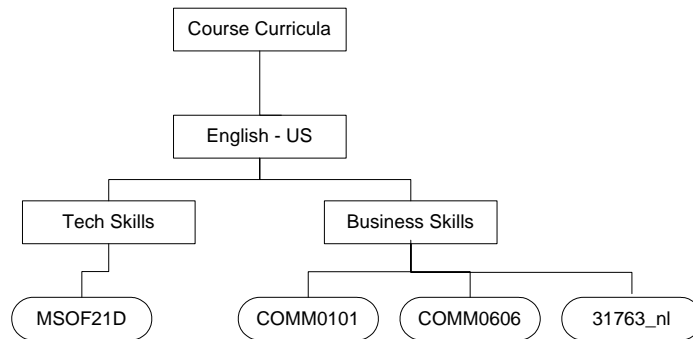 Course Curricula
English - US
Tech Skills
Business Skills
MSOF21D
COMM0101
COMM0606
31763_nl